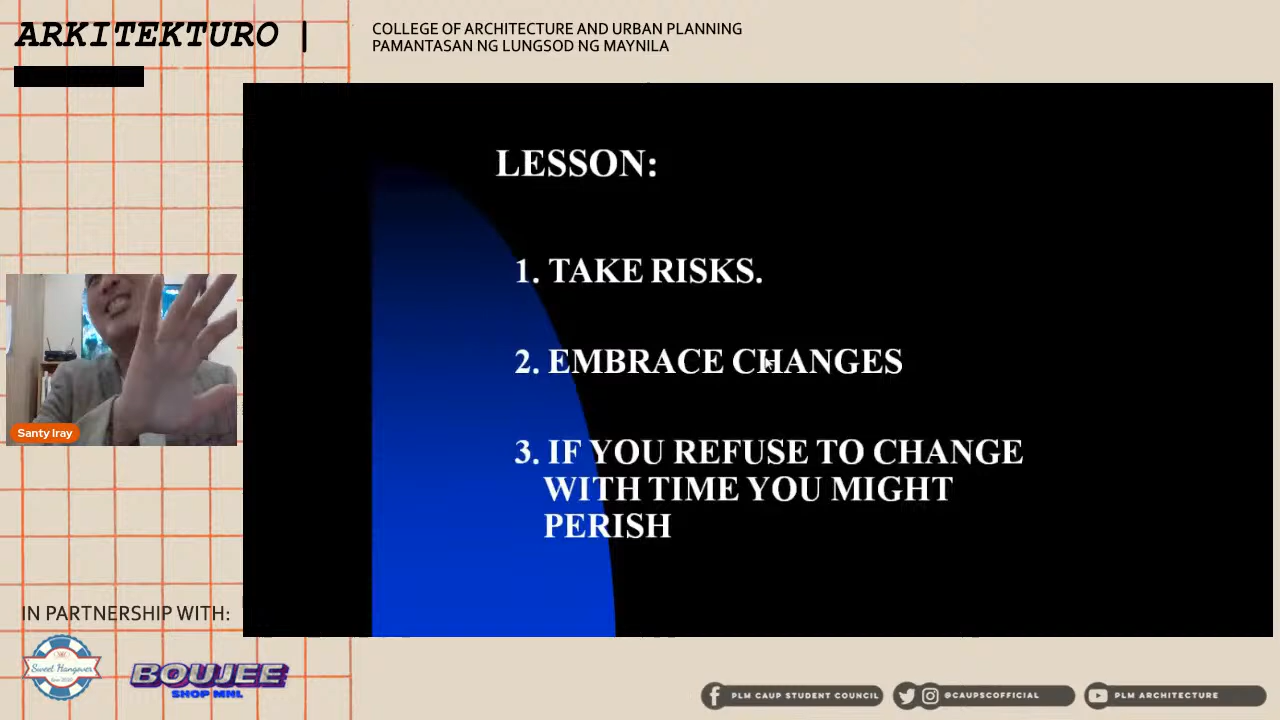 ARKITEKTURO |
COLLEGE OF ARCHITECTURE AND URBAN PLANNING
PAMANTASAN NG LUNGSOD NG MAYNILA
LESSON:
1. TAKE RISKS.
2. EMBRACE CHANGES
3. IF YOU REFUSE TO CHANGE
WITH TIME YOU MIGHT
PERISH
Santy Iray
IN PARTNERSHIP WITH:
Sweet Hangover
BOUJEE
SHOP MNL
PLM CAUP STUDENT COUNCIL
@CAUPSCOFFICIAL
PLM ARCHITECTURE